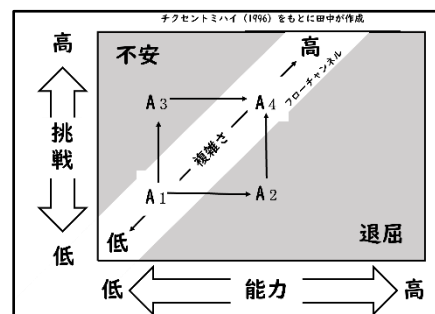 チクセントミハイ(1996)をもとに田中が作成
高
不安
高
フローチャンネル
A3
A4
挑戦
複雑さ
A1
A2
低
退屈
低
低
能力
高